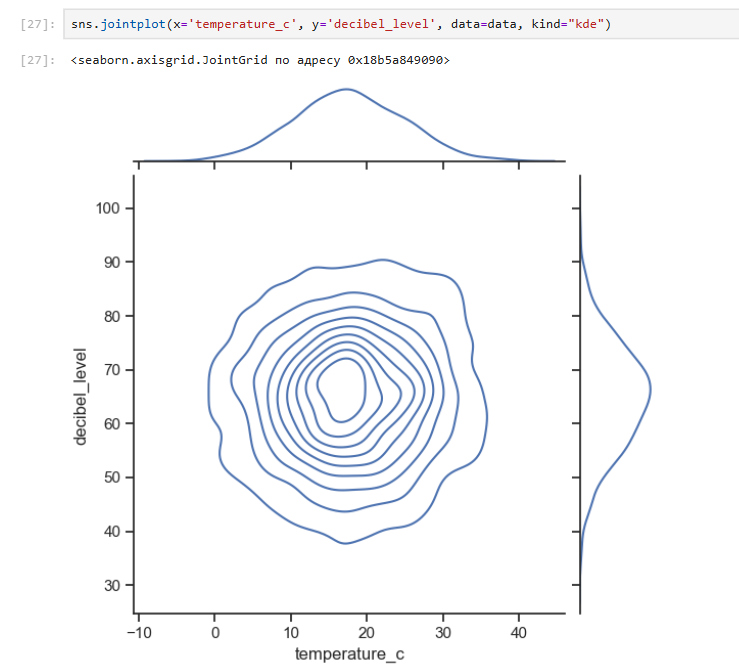 [27]: sns.jointplot(x='temperature_c', y='decibel_level', data=data, kind="kde")
[27]: <seaborn.axisgrid.JointGrid по адресу 0x18b5a849090>
100
90
80
70
60
50
40
30
decibel_level
−10 0 10 20 30 40
temperature_c